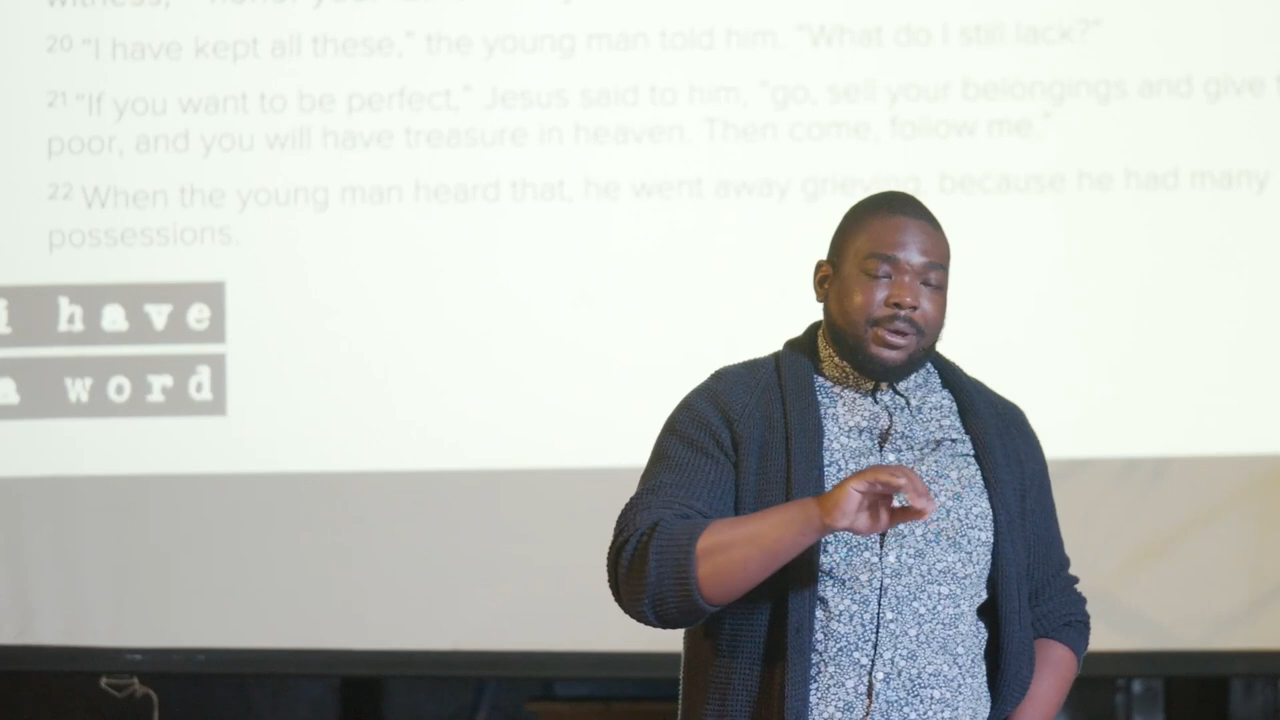 witness;
20 “I have kept all these,” the young man told him. “What do I still lack?”
21 “If you want to be perfect,” Jesus said to him, “go, sell your belongings and give
poor, and you will have treasure in heaven. Then come, follow me.”
22 When the young man heard that, he went away grieving, because he had many
possessions.
i have
a word